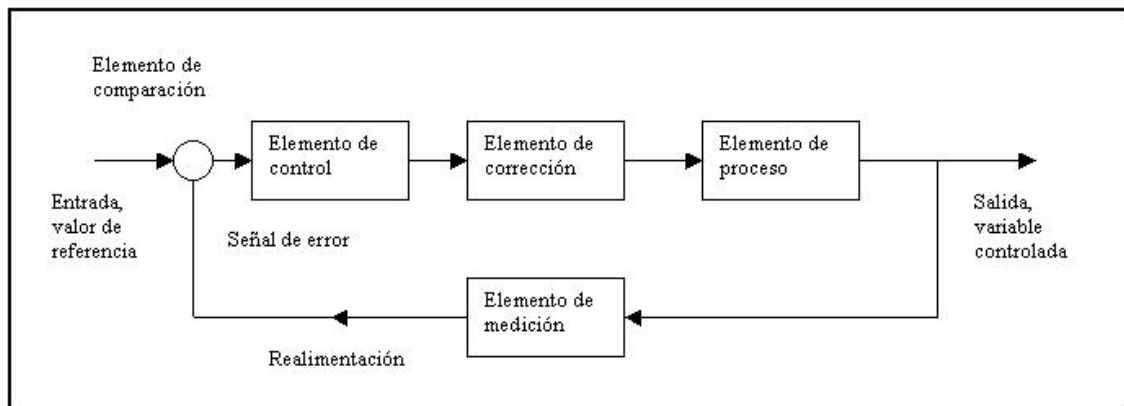 Elemento de
comparación
Elemento de
control
Elemento de
corrección
Elemento de
proceso
Entrada,
valor de
referencia
Señal de error
Salida,
variable
controlada
Elemento de
medición
Realimentación